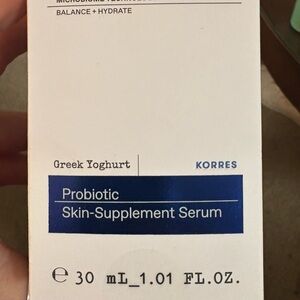 BALANCE + HYDRATE
Greek Yoghurt
KORRES
Probiotic
Skin-Supplement Serum
℮ 30 mL_1.01 FL.OZ.